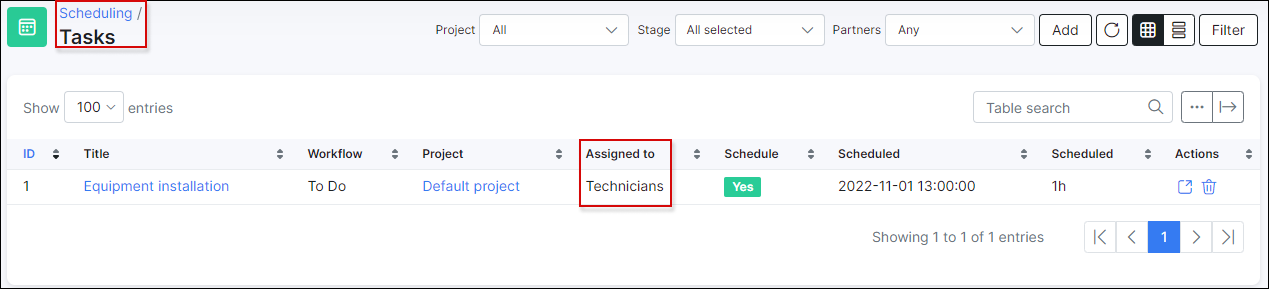 Scheduling /
Tasks
Project All Stage All selected Partners Any Add Filter
Show 100 entries
Table search
ID Title Workflow Project Assigned to Schedule Scheduled Scheduled Actions
1 Equipment installation To Do Default project Technicians Yes 2022-11-01 13:00:00 1h
Showing 1 to 1 of 1 entries 1